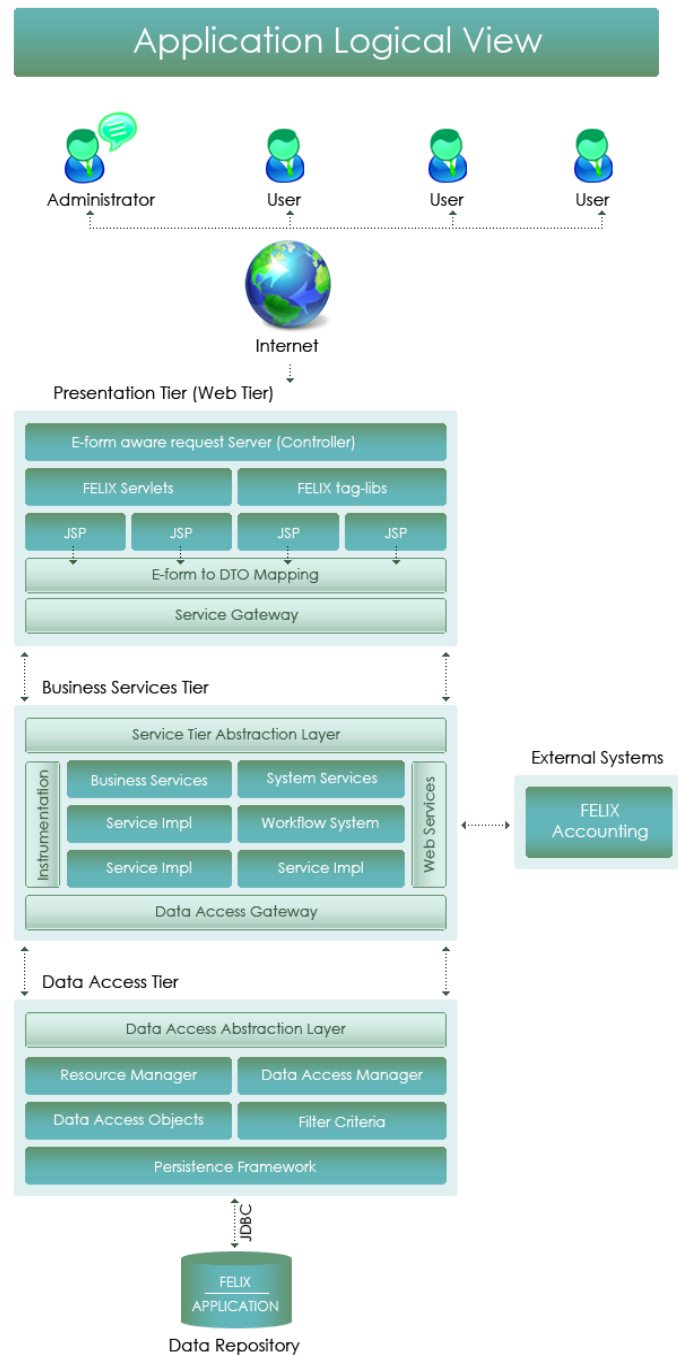 Application Logical View
Administrator
User
User
User
Internet
Presentation Tier (Web Tier)
E-form aware request Server (Controller)
FELIX Servlets
FELIX tag-libs
JSP
JSP
JSP
JSP
E-form to DTO Mapping
Service Gateway
Business Services Tier
Service Tier Abstraction Layer
Instrumentation
Business Services
System Services
Service Impl
Workflow System
Service Impl
Service Impl
Web Services
Data Access Gateway
External Systems
FELIX
Accounting
Data Access Tier
Data Access Abstraction Layer
Resource Manager
Data Access Manager
Data Access Objects
Filter Criteria
Persistence Framework
JDBC
FELIX
APPLICATION
Data Repository